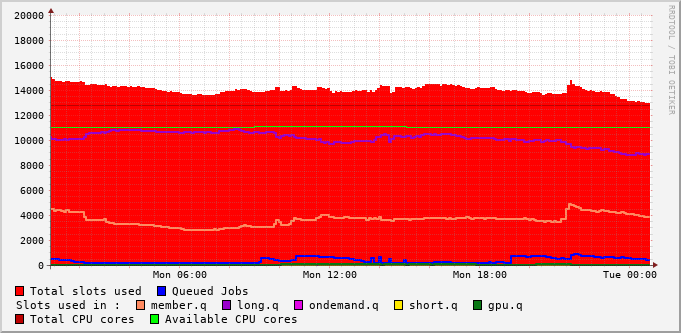 RRDTOOL / TOBI OETIKER
20000
18000
16000
14000
12000
10000
8000
6000
4000
2000
0
Mon 06:00 Mon 12:00 Mon 18:00 Tue 00:00
Total slots used Queued Jobs
Slots used in : member.q long.q ondemand.q short.q gpu.q
Total CPU cores Available CPU cores